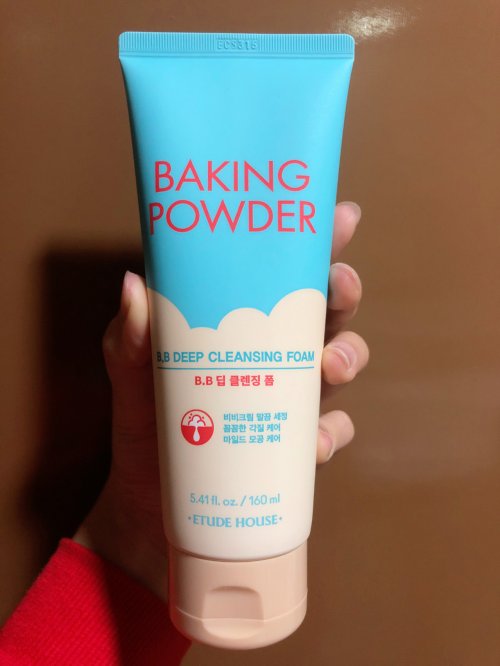 EC8316
BAKING
POWDER
B.B DEEP CLEANSING FOAM
B.B 딥 클렌징 폼
비비크림 말끔 세정
꼼꼼한 각질 케어
마일드 모공 케어
5.41 fl. oz. / 160 ml
•ETUDE HOUSE•